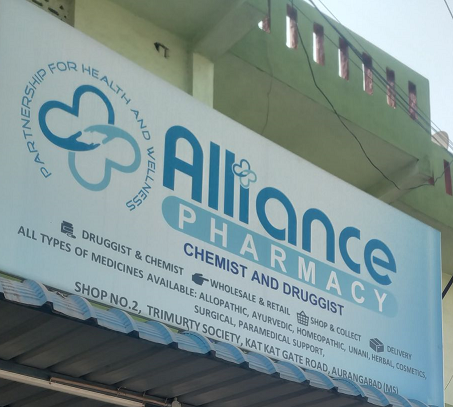 PARTNERSHIP FOR HEALTH AND WELLNESS
Alliance
PHARMACY
CHEMIST AND DRUGGIST
DRUGGIST & CHEMIST WHOLESALE & RETAIL SHOP & COLLECT DELIVERY
ALL TYPES OF MEDICINES AVAILABLE: ALLOPATHIC, AYURVEDIC, HOMEOPATHIC, UNANI, HERBAL, COSMETICS,
SURGICAL, PARAMEDICAL SUPPORT,
SHOP NO.2, TRIMURTY SOCIETY, KAT KAT GATE ROAD, AURANGABAD (MS)